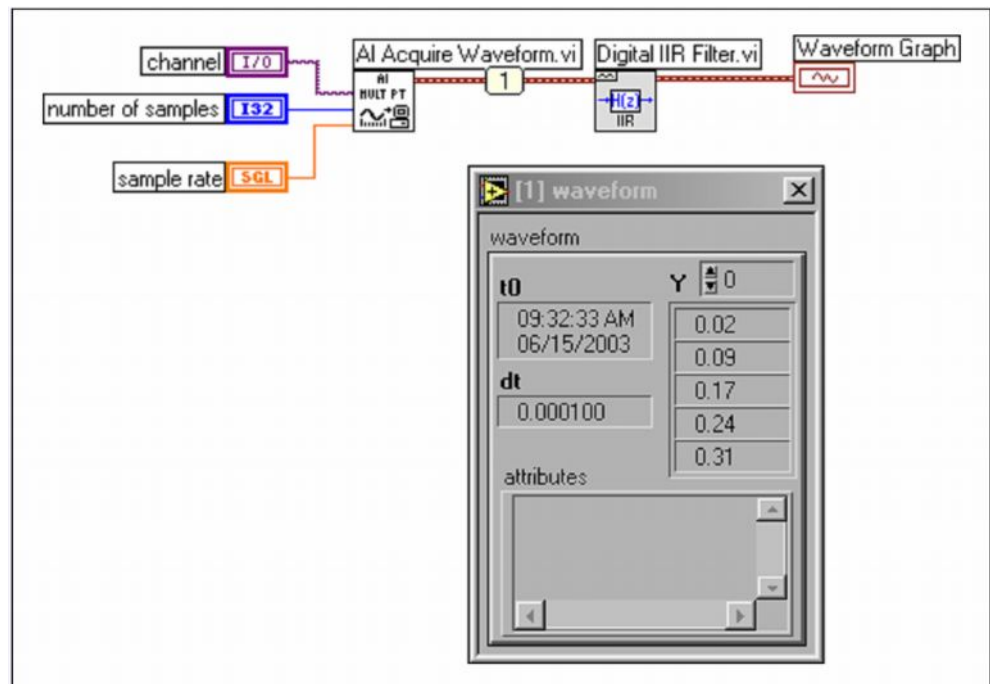 channel I/O
number of samples I32
sample rate SGL
AI Acquire Waveform.vi
AI
MULT PT
1
Digital IIR Filter.vi
H(z)
IIR
Waveform Graph
[1] waveform
waveform
t0
09:32:33 AM
06/15/2003
dt
0.000100
Y 0
0.02
0.09
0.17
0.24
0.31
attributes